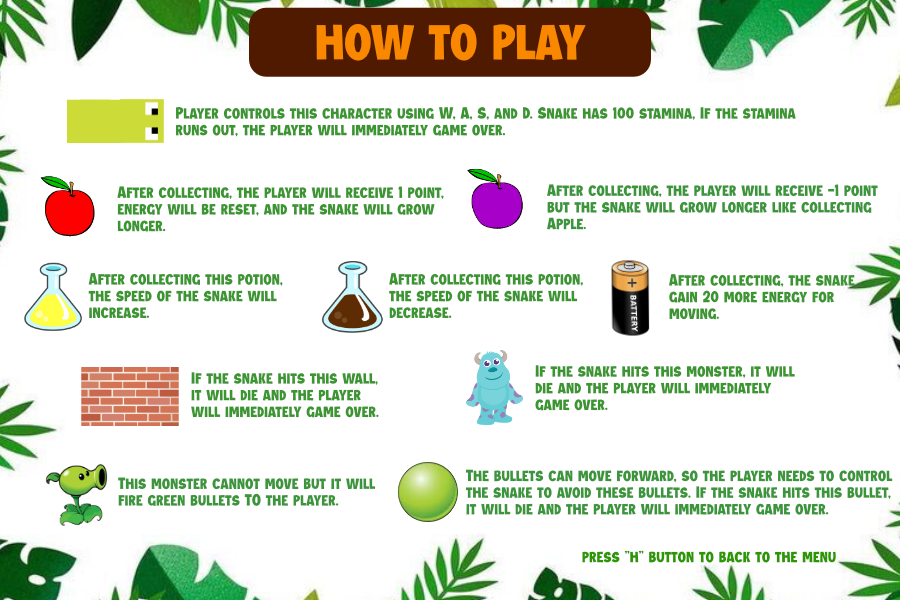 HOW TO PLAY
PLAYER CONTROLS THIS CHARACTER USING W, A, S, AND D. SNAKE HAS 100 STAMINA, IF THE STAMINA
RUNS OUT, THE PLAYER WILL IMMEDIATELY GAME OVER.
AFTER COLLECTING, THE PLAYER WILL RECEIVE 1 POINT,
ENERGY WILL BE RESET, AND THE SNAKE WILL GROW
LONGER.
AFTER COLLECTING, THE PLAYER WILL RECEIVE -1 POINT
BUT THE SNAKE WILL GROW LONGER LIKE COLLECTING
APPLE.
AFTER COLLECTING THIS POTION,
THE SPEED OF THE SNAKE WILL
INCREASE.
AFTER COLLECTING THIS POTION,
THE SPEED OF THE SNAKE WILL
DECREASE.
BATTERY
AFTER COLLECTING, THE SNAKE
GAIN 20 MORE ENERGY FOR
MOVING.
IF THE SNAKE HITS THIS WALL,
IT WILL DIE AND THE PLAYER
WILL IMMEDIATELY GAME OVER.
IF THE SNAKE HITS THIS MONSTER, IT WILL
DIE AND THE PLAYER WILL IMMEDIATELY
GAME OVER.
THIS MONSTER CANNOT MOVE BUT IT WILL
FIRE GREEN BULLETS TO THE PLAYER.
THE BULLETS CAN MOVE FORWARD, SO THE PLAYER NEEDS TO CONTROL
THE SNAKE TO AVOID THESE BULLETS. IF THE SNAKE HITS THIS BULLET,
IT WILL DIE AND THE PLAYER WILL IMMEDIATELY GAME OVER.
PRESS "H" BUTTON TO BACK TO THE MENU